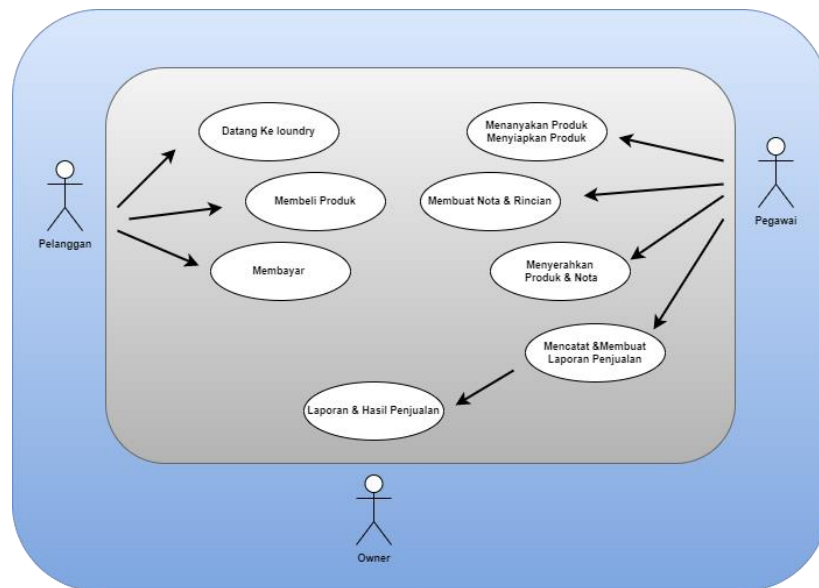 Datang Ke loundry
Menanyakan Produk
Menyiapkan Produk
Membeli Produk
Membuat Nota & Rincian
Pelanggan
Pegawai
Membayar
Menyerahkan
Produk & Nota
Mencatat &Membuat
Laporan Penjualan
Laporan & Hasil Penjualan
Owner